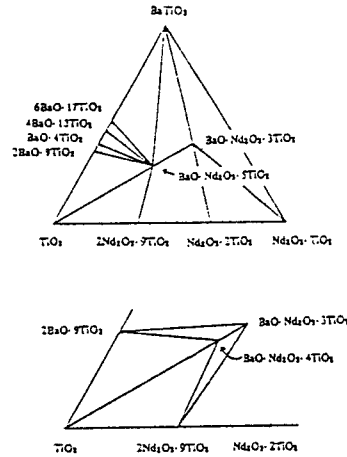 BaTiO₃
6BaO·17TiO₂
4BaO·13TiO₂
BaO·4TiO₂
2BaO·9TiO₂
BaO·Nd₂O₃·3TiO₂
BaO·Nd₂O₃·5TiO₂
TiO₂
2Nd₂O₃·9TiO₂
Nd₂O₃·2TiO₂
Nd₂O₃·TiO₂
2BaO·9TiO₂
BaO·Nd₂O₃·3TiO₂
BaO·Nd₂O₃·4TiO₂
TiO₂
2Nd₂O₃·9TiO₂
Nd₂O₃·2TiO₂